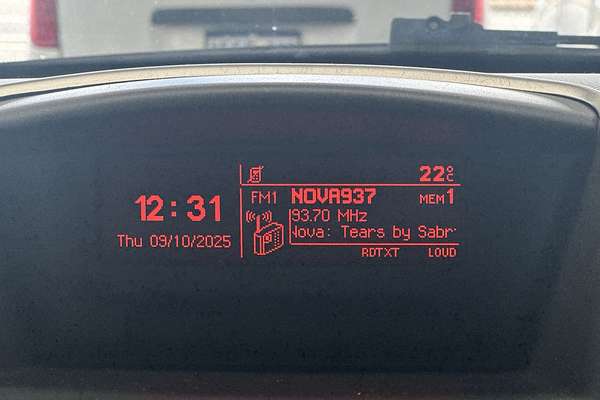 22°C
FM1 NOVA937 MEM1
12:31
93.70 MHz
Nova: Tears by Sabr
Thu 09/10/2025
RDTXT LOUD